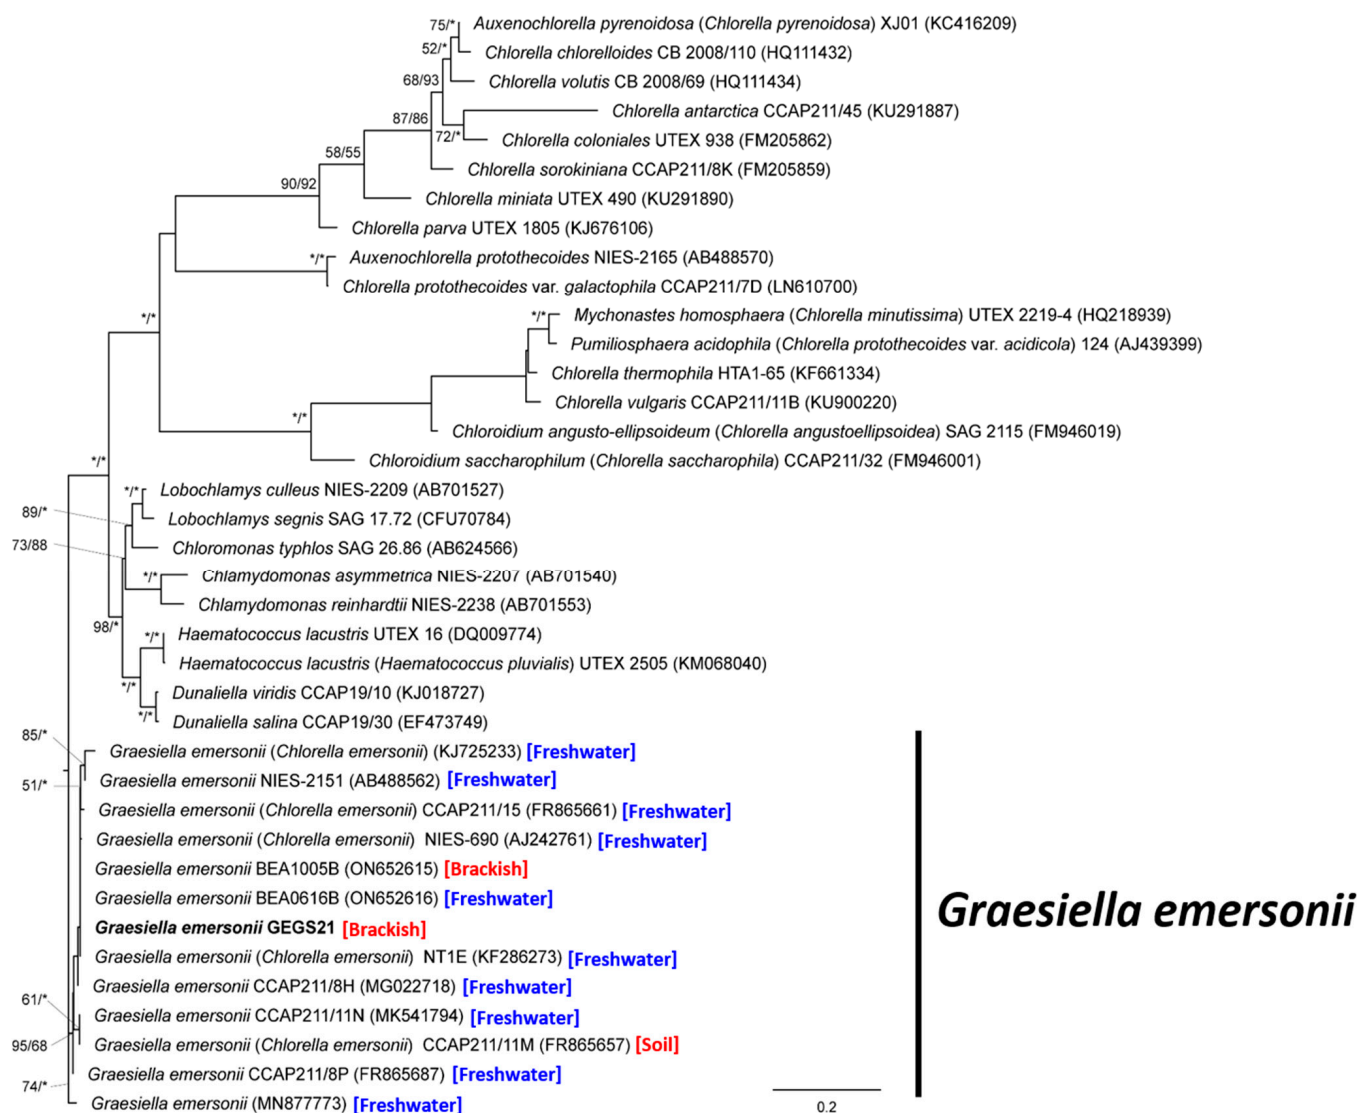 75/*
Auxenochlorella pyrenoidosa (Chlorella pyrenoidosa) XJ01 (KC416209)
52/*
Chlorella chlorelloides CB 2008/110 (HQ111432)
68/93
Chlorella volutis CB 2008/69 (HQ111434)
Chlorella antarctica CCAP211/45 (KU291887)
87/86
72/*
Chlorella coloniales UTEX 938 (FM205862)
58/55
Chlorella sorokiniana CCAP211/8K (FM205859)
90/92
Chlorella miniata UTEX 490 (KU291890)
Chlorella parva UTEX 1805 (KJ676106)
*/*
Auxenochlorella protothecoides NIES-2165 (AB488570)
Chlorella protothecoides var. galactophila CCAP211/7D (LN610700)
*/*
*/*
Mychonastes homosphaera (Chlorella minutissima) UTEX 2219-4 (HQ218939)
Pumiliosphaera acidophila (Chlorella protothecoides var. acidicola) 124 (AJ439399)
Chlorella thermophila HTA1-65 (KF661334)
Chlorella vulgaris CCAP211/11B (KU900220)
*/*
Chloroidium angusto-ellipsoideum (Chlorella angustoellipsoidea) SAG 2115 (FM946019)
*/*
Chloroidium saccharophilum (Chlorella saccharophila) CCAP211/32 (FM946001)
*/*
Lobochlamys culleus NIES-2209 (AB701527)
89/*
Lobochlamys segnis SAG 17.72 (CFU70784)
73/88
Chloromonas typhlos SAG 26.86 (AB624566)
*/*
Chlamydomonas asymmetrica NIES-2207 (AB701540)
Chlamydomonas reinhardtii NIES-2238 (AB701553)
98/*
*/*
Haematococcus lacustris UTEX 16 (DQ009774)
Haematococcus lacustris (Haematococcus pluvialis) UTEX 2505 (KM068040)
*/*
Dunaliella viridis CCAP19/10 (KJ018727)
*/*
Dunaliella salina CCAP19/30 (EF473749)
85/*
Graesiella emersonii (Chlorella emersonii) (KJ725233) [Freshwater]
51/*
Graesiella emersonii NIES-2151 (AB488562) [Freshwater]
Graesiella emersonii (Chlorella emersonii) CCAP211/15 (FR865661) [Freshwater]
Graesiella emersonii (Chlorella emersonii) NIES-690 (AJ242761) [Freshwater]
Graesiella emersonii BEA1005B (ON652615) [Brackish]
Graesiella emersonii BEA0616B (ON652616) [Freshwater]
Graesiella emersonii
Graesiella emersonii GEGS21 [Brackish]
Graesiella emersonii (Chlorella emersonii) NT1E (KF286273) [Freshwater]
Graesiella emersonii CCAP211/8H (MG022718) [Freshwater]
61/*
Graesiella emersonii CCAP211/11N (MK541794) [Freshwater]
95/68
Graesiella emersonii (Chlorella emersonii) CCAP211/11M (FR865657) [Soil]
Graesiella emersonii CCAP211/8P (FR865687) [Freshwater]
74/*
Graesiella emersonii (MN877773) [Freshwater]
0.2